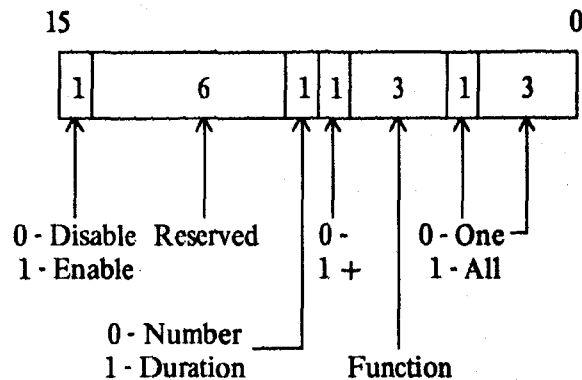 15 0
1 6 1 1 3 1 3
0 - Disable Reserved 0 - 0 - One
1 - Enable 1 + 1 - All
0 - Number
1 - Duration Function